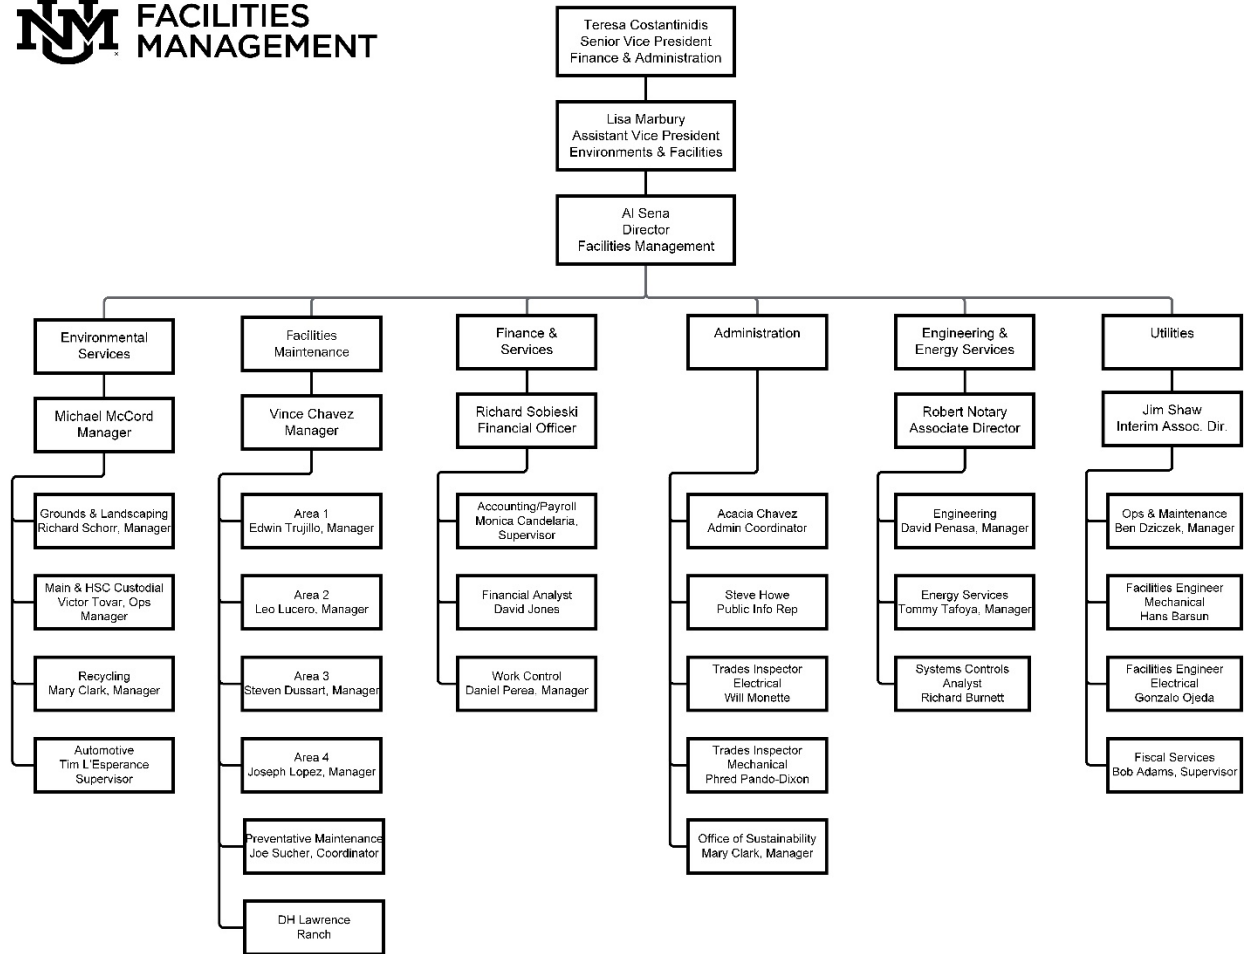 UNM
FACILITIES
MANAGEMENT
Teresa Costantinidis
Senior Vice President
Finance & Administration
Lisa Marbury
Assistant Vice President
Environments & Facilities
Al Sena
Director
Facilities Management
Environmental
Services
Michael McCord
Manager
Grounds & Landscaping
Richard Schorr, Manager
Main & HSC Custodial
Victor Tovar, Ops
Manager
Recycling
Mary Clark, Manager
Automotive
Tim L'Esperance
Supervisor
Facilities
Maintenance
Vince Chavez
Manager
Area 1
Edwin Trujillo, Manager
Area 2
Leo Lucero, Manager
Area 3
Steven Dussart, Manager
Area 4
Joseph Lopez, Manager
Preventative Maintenance
Joe Sucher, Coordinator
DH Lawrence
Ranch
Finance &
Services
Richard Sobieski
Financial Officer
Accounting/Payroll
Monica Candelaria,
Supervisor
Financial Analyst
David Jones
Work Control
Daniel Perea. Manager
Administration
Acacia Chavez
Admin Coordinator
Steve Howe
Public Info Rep
Trades Inspector
Electrical
Will Monette
Trades Inspector
Mechanical
Phred Pando-Dixon
Office of Sustainability
Mary Clark, Manager
Engineering &
Energy Services
Robert Notary
Associate Director
Engineering
David Penasa, Manager
Energy Services
Tommy Tafoya, Manager
Systems Controls
Analyst
Richard Burnett
Utilities
Jim Shaw
Interim Assoc. Dir.
Ops & Maintenance
Ben Dziczek, Manager
Facilities Engineer
Mechanical
Hans Barsun
Facilities Engineer
Electrical
Gonzalo Ojeda
Fiscal Services
Bob Adams, Supervisor